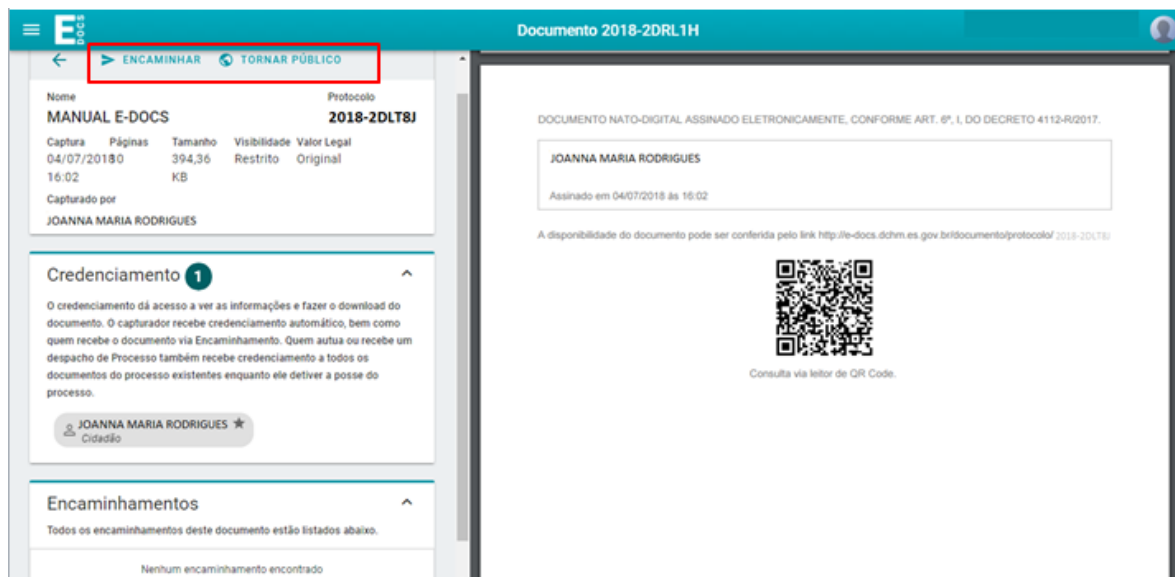 E DOCS
Documento 2018-2DRL1H
ENCAMINHAR TORNAR PÚBLICO
Nome Protocolo
MANUAL E-DOCS 2018-2DLT8J
Captura Páginas Tamanho Visibilidade Valor Legal
04/07/20180 394,36 Restrito Original
16:02 KB
Capturado por
JOANNA MARIA RODRIGUES
Credenciamento 1
O credenciamento dá acesso a ver as informações e fazer o download do
documento. O capturador recebe credenciamento automático, bem como
quem recebe o documento via Encaminhamento. Quem autua ou recebe um
despacho de Processo também recebe credenciamento a todos os
documentos do processo existentes enquanto ele detiver a posse do
processo.
JOANNA MARIA RODRIGUES
Cidadão
Encaminhamentos
Todos os encaminhamentos deste documento estão listados abaixo.
Nenhum encaminhamento encontrado
DOCUMENTO NATO-DIGITAL ASSINADO ELETRONICAMENTE, CONFORME ART. 6º, I, DO DECRETO 4112-R/2017.
JOANNA MARIA RODRIGUES
Assinado em 04/07/2018 às 16:02
A disponibilidade do documento pode ser conferida pelo link http://e-docs.dchm.es.gov.br/documento/protocolo/ 2018-2DLT8J
Consulta via leitor de QR Code.